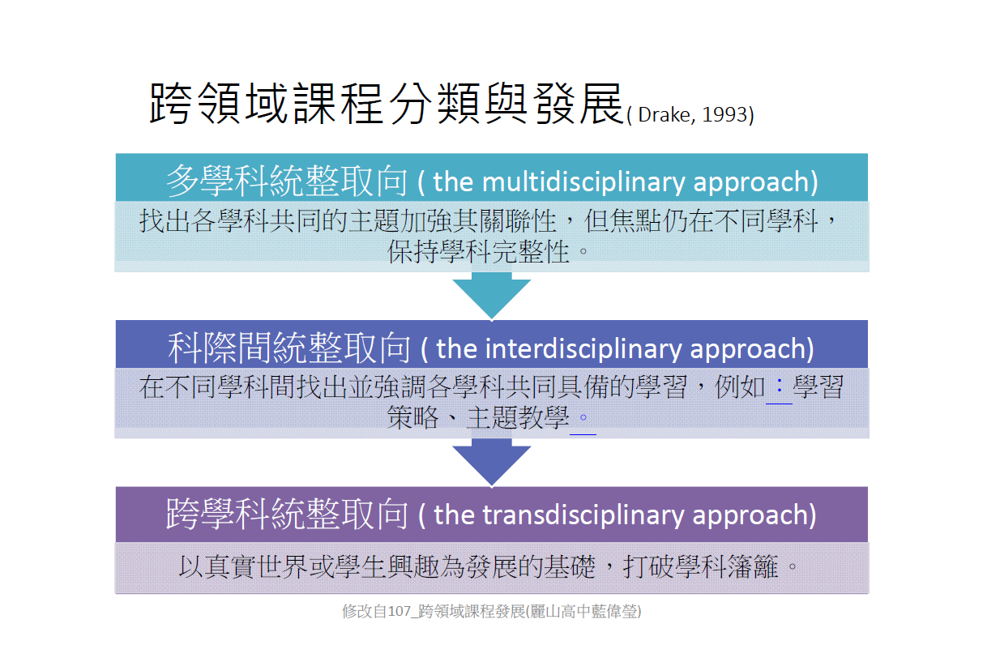 跨領域課程分類與發展( Drake, 1993)
多學科統整取向 ( the multidisciplinary approach)
找出各學科共同的主題加強其關聯性，但焦點仍在不同學科，
保持學科完整性。
科際間統整取向 ( the interdisciplinary approach)
在不同學科間找出並強調各學科共同具備的學習，例如：學習
策略、主題教學。
跨學科統整取向 ( the transdisciplinary approach)
以真實世界或學生興趣為發展的基礎，打破學科籓籬。
修改自107_跨領域課程發展(麗山高中藍偉瑩)